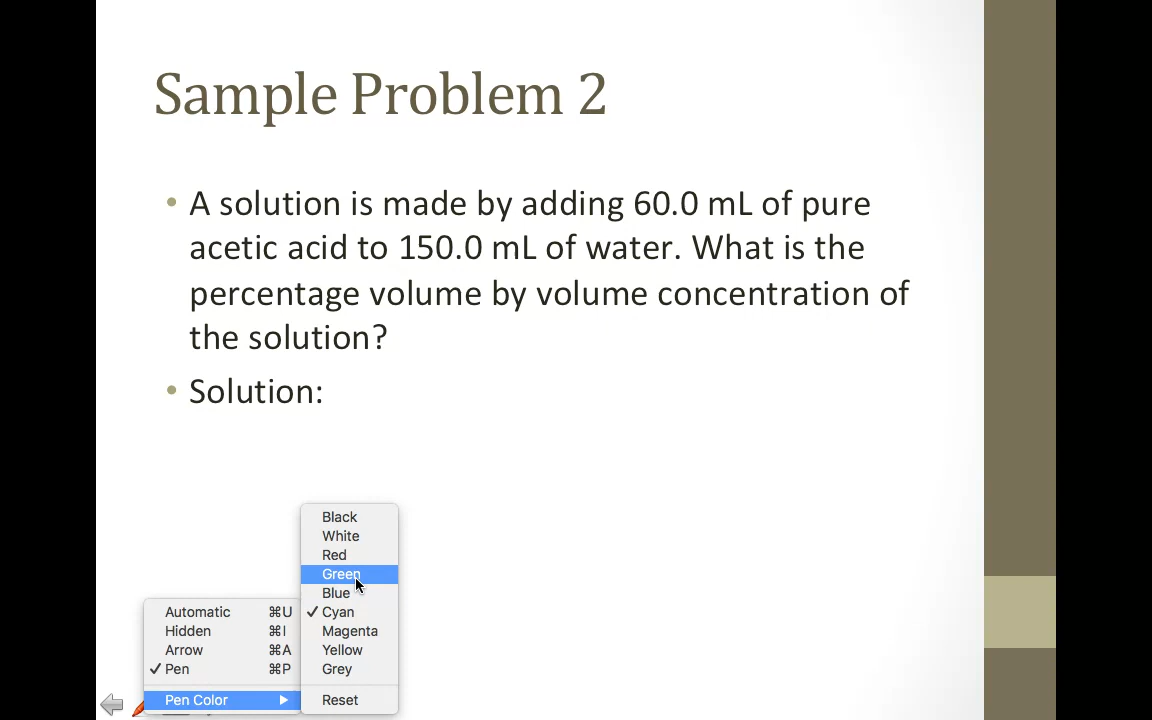 Sample Problem 2
• A solution is made by adding 60.0 mL of pure
acetic acid to 150.0 mL of water. What is the
percentage volume by volume concentration of
the solution?
• Solution:
Black
White
Red
Green
Blue
✓ Cyan
Magenta
Yellow
Grey
Reset
Automatic ⌘U
Hidden ⌘I
Arrow ⌘A
✓ Pen ⌘P
Pen Color ▶